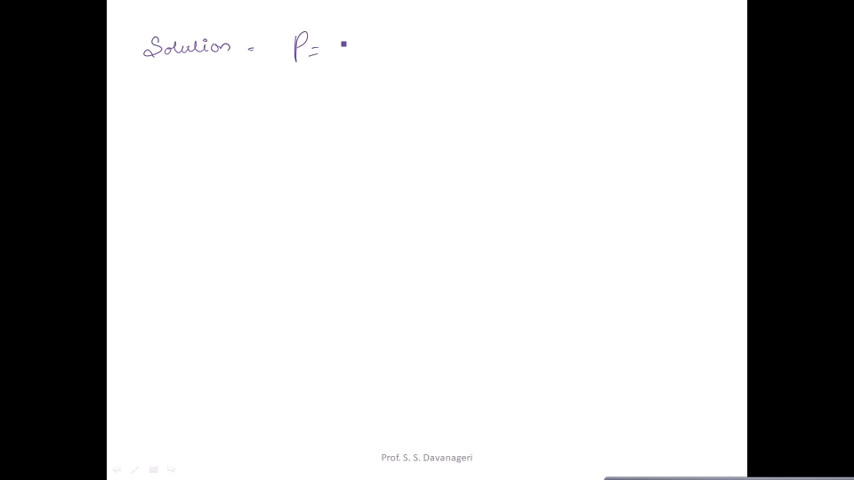 Solution - P=
Prof. S. S. Davanageri